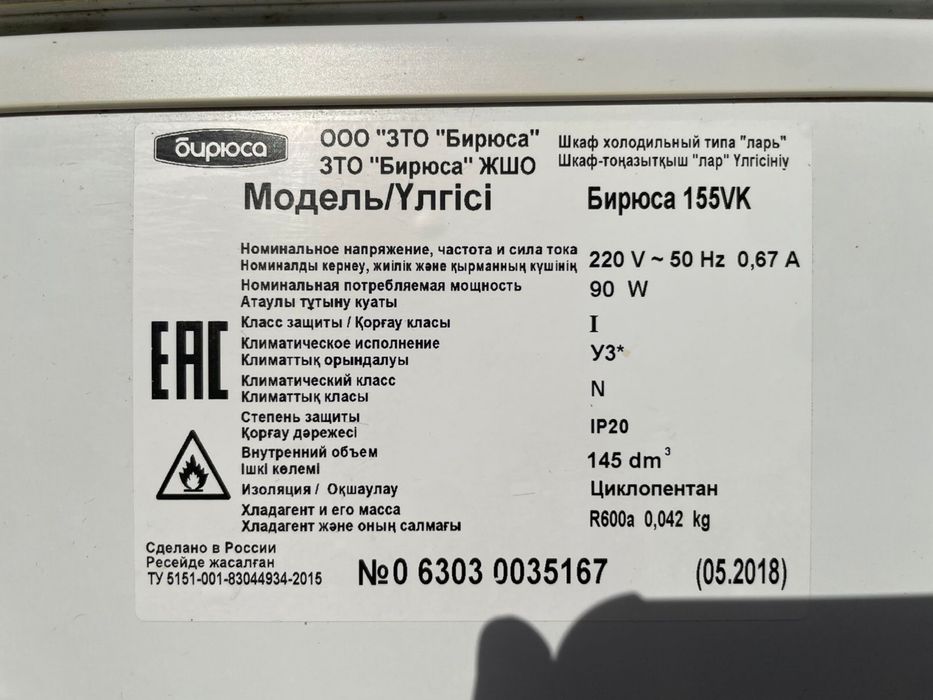 бирюса
ООО "ЗТО "Бирюса"
ЗТО "Бирюса" ЖШО
Шкаф холодильный типа "ларь"
Шкаф-тоңазытқыш "лар" Үлгісініү
Модель/Үлгісі Бирюса 155VK
Номинальное напряжение, частота и сила тока
Номиналды кернеу, жиілік және қырманның күшінің
220 V ~ 50 Hz 0,67 A
Номинальная потребляемая мощность
Атаулы тұтыну қуаты
90 W
Класс защиты / Қорғау класы I
Климатическое исполнение
Климаттық орындалуы
У3*
Климатический класс
Климаттық класы
N
Степень защиты
Қорғау дәрежесі
IP20
Внутренний объем
Ішкі көлемі
145 dm³
Изоляция / Оқшаулау Циклопентан
Хладагент и его масса
Хладагент және оның салмағы
R600a 0,042 kg
EAC
Сделано в России
Ресейде жасалған
ТУ 5151-001-83044934-2015
№0 6303 0035167 (05.2018)